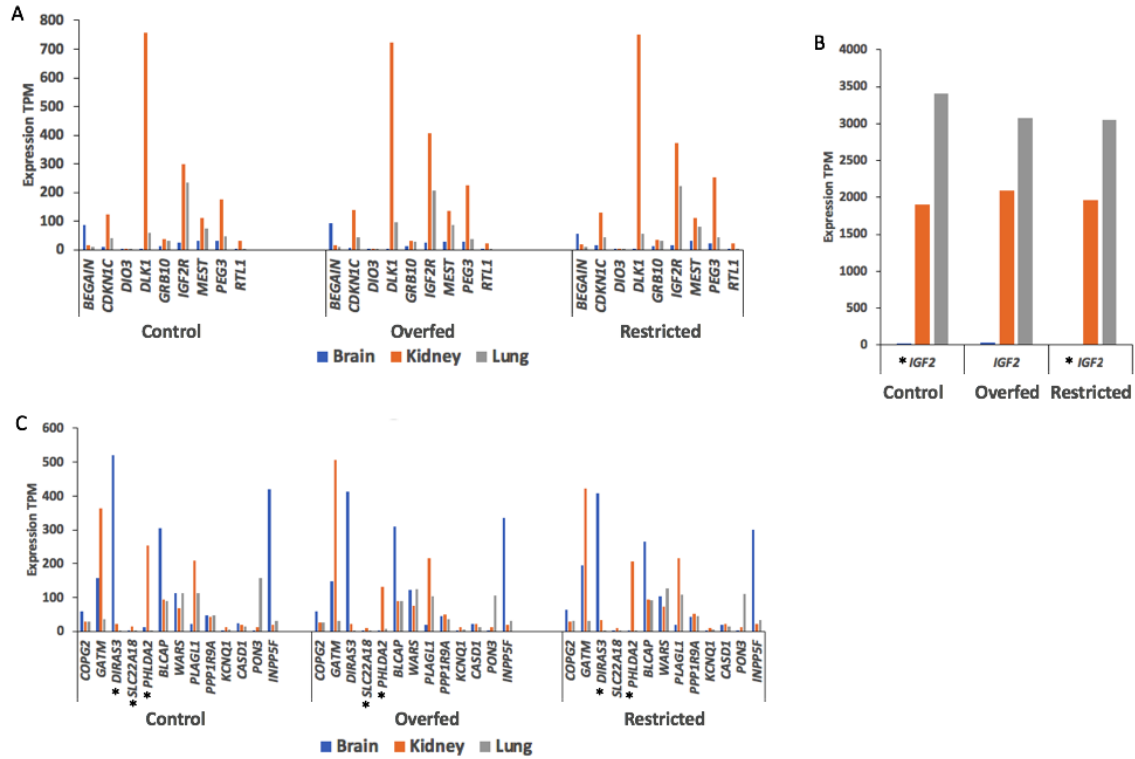 A
Expression TPM
800
700
600
500
400
300
200
100
0
BEGAIN CDKN1C DIO3 DLK1 GRB10 IGF2R MEST PEG3 RTL1 BEGAIN CDKN1C DIO3 DLK1 GRB10 IGF2R MEST PEG3 RTL1 BEGAIN CDKN1C DIO3 DLK1 GRB10 IGF2R MEST PEG3 RTL1
Control Overfed Restricted
Brain Kidney Lung
B
Expression TPM
4000
3500
3000
2500
2000
1500
1000
500
0
* IGF2 IGF2 * IGF2
Control Overfed Restricted
C
Expression TPM
600
500
400
300
200
100
0
COPG2 GATM DIRAS3 SLC22A18 PHLDA2 BLCAP WARS PLAGL1 PPP1R9A KCNQ1 CASD1 PON3 INPP5F COPG2 GATM DIRAS3 SLC22A18 PHLDA2 BLCAP WARS PLAGL1 PPP1R9A KCNQ1 CASD1 PON3 INPP5F COPG2 GATM DIRAS3 SLC22A18 PHLDA2 BLCAP WARS PLAGL1 PPP1R9A KCNQ1 CASD1 PON3 INPP5F
* * * * * * *
Control Overfed Restricted
Brain Kidney Lung